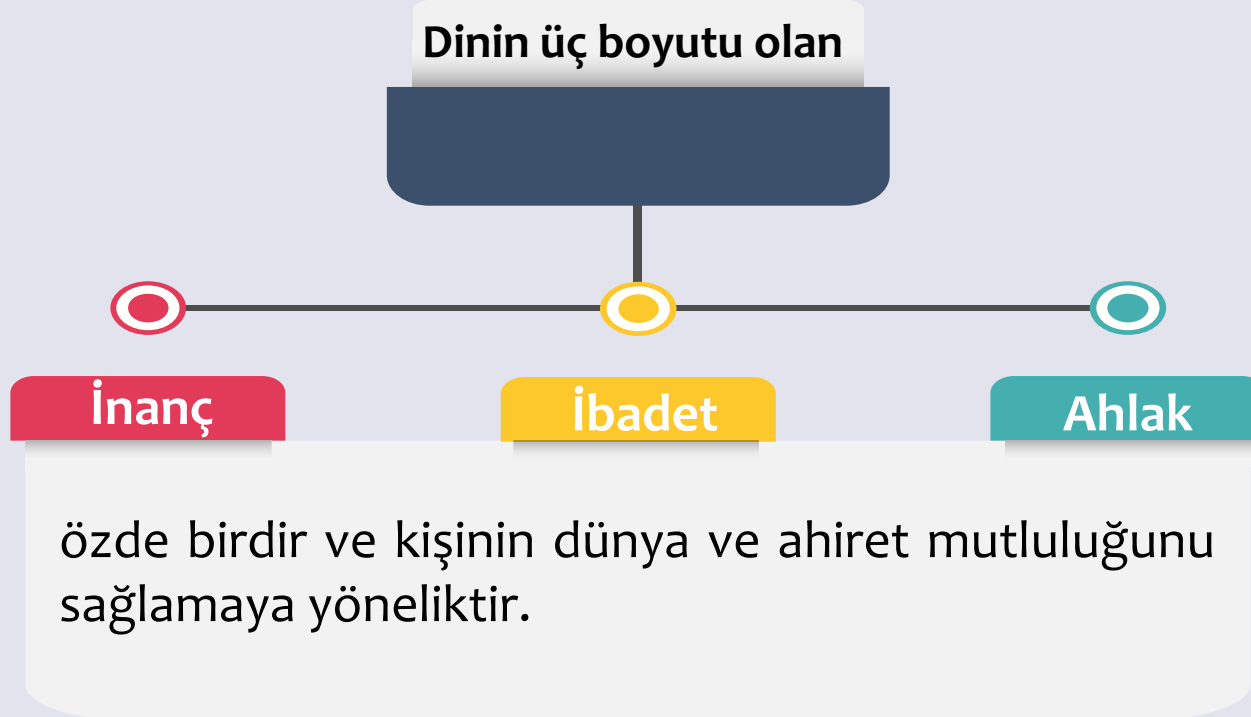 Dinin üç boyutu olan
İnanç
İbadet
Ahlak
özde birdir ve kişinin dünya ve ahiret mutluluğunu
sağlamaya yöneliktir.